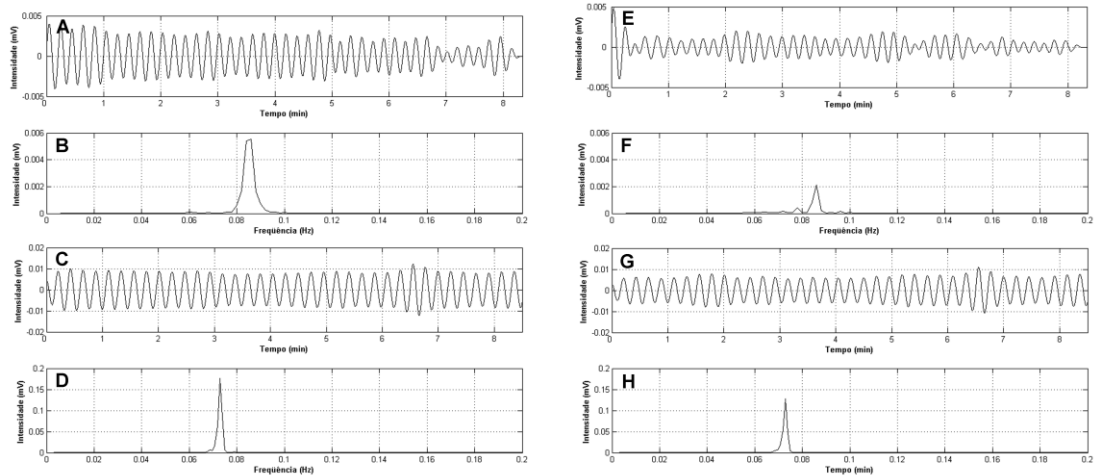 A
Intensidade (mV)
0.005
0
-0.005
0 1 2 3 4 5 6 7 8
Tempo (min)
B
Intensidade (mV)
0.006
0.004
0.002
0
0 0.02 0.04 0.06 0.08 0.1 0.12 0.14 0.16 0.18 0.2
Freqüência (Hz)
C
Intensidade (mV)
0.02
0.01
0
-0.01
-0.02
0 1 2 3 4 5 6 7 8
Tempo (min)
D
Intensidade (mV)
0.2
0.15
0.1
0.05
0
0 0.02 0.04 0.06 0.08 0.1 0.12 0.14 0.16 0.18 0.2
Freqüência (Hz)
E
Intensidade (mV)
0.005
0
-0.005
0 1 2 3 4 5 6 7 8
Tempo (min)
F
Intensidade (mV)
0.006
0.004
0.002
0
0 0.02 0.04 0.06 0.08 0.1 0.12 0.14 0.16 0.18 0.2
Freqüência (Hz)
G
Intensidade (mV)
0.02
0.01
0
-0.01
-0.02
0 1 2 3 4 5 6 7 8
Tempo (min)
H
Intensidade (mV)
0.2
0.15
0.1
0.05
0
0 0.02 0.04 0.06 0.08 0.1 0.12 0.14 0.16 0.18 0.2
Tempo (min)